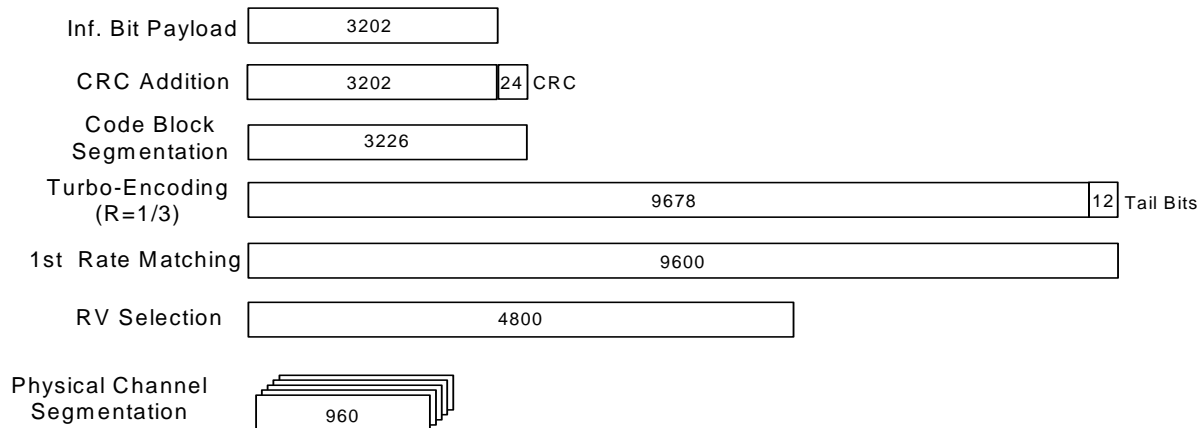 Inf. Bit Payload 3202
CRC Addition 3202 24 CRC
Code Block
Segmentation 3226
Turbo-Encoding
(R=1/3) 9678 12 Tail Bits
1st Rate Matching 9600
RV Selection 4800
Physical Channel
Segmentation 960